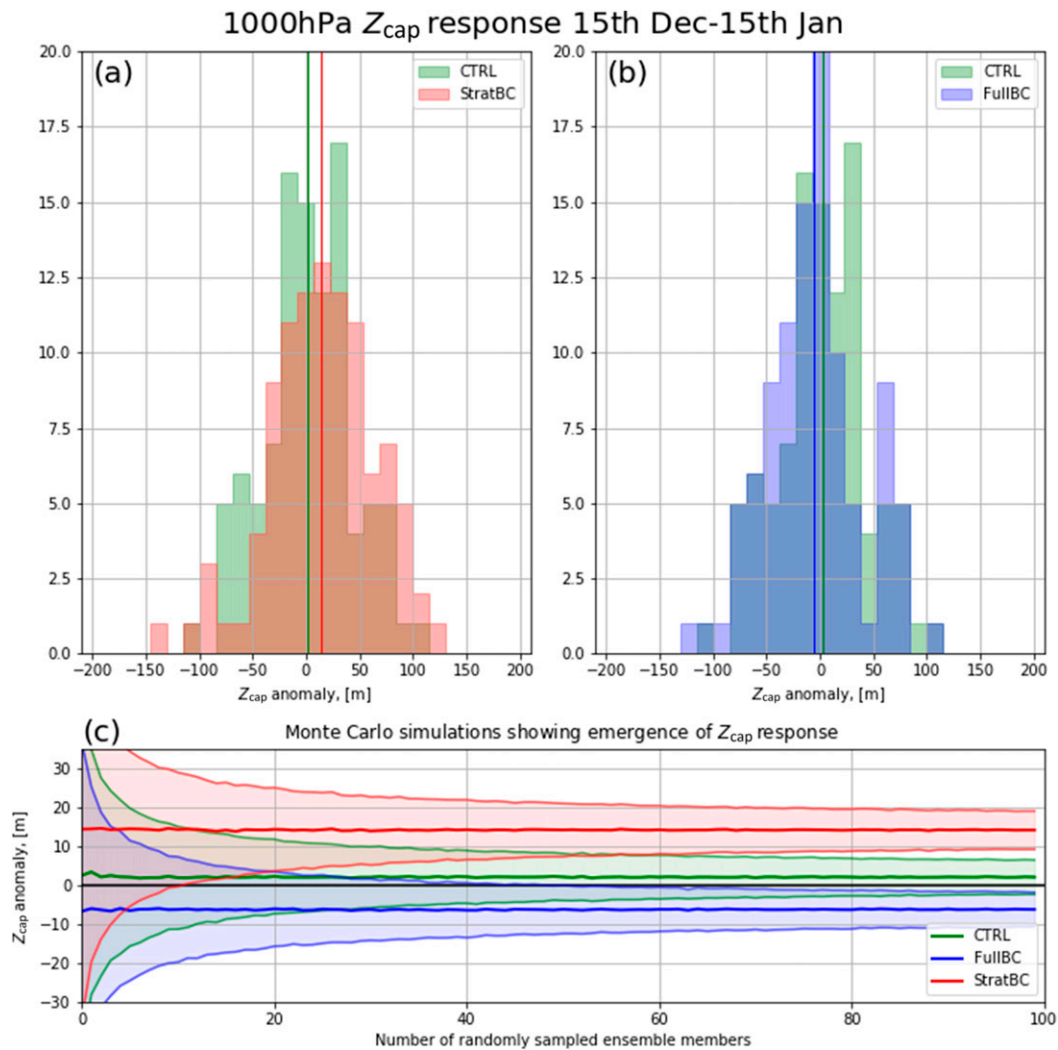 1000hPa Zcap response 15th Dec-15th Jan
(a)
CTRL
StratBC
20.0
17.5
15.0
12.5
10.0
7.5
5.0
2.5
0.0
−200 −150 −100 −50 0 50 100 150 200
Zcap anomaly, [m]
(b)
CTRL
FullBC
20.0
17.5
15.0
12.5
10.0
7.5
5.0
2.5
0.0
−200 −150 −100 −50 0 50 100 150 200
Zcap anomaly, [m]
(c)
Monte Carlo simulations showing emergence of Zcap response
Zcap anomaly, [m]
30
20
10
0
−10
−20
−30
CTRL
FullBC
StratBC
0 20 40 60 80 100
Number of randomly sampled ensemble members